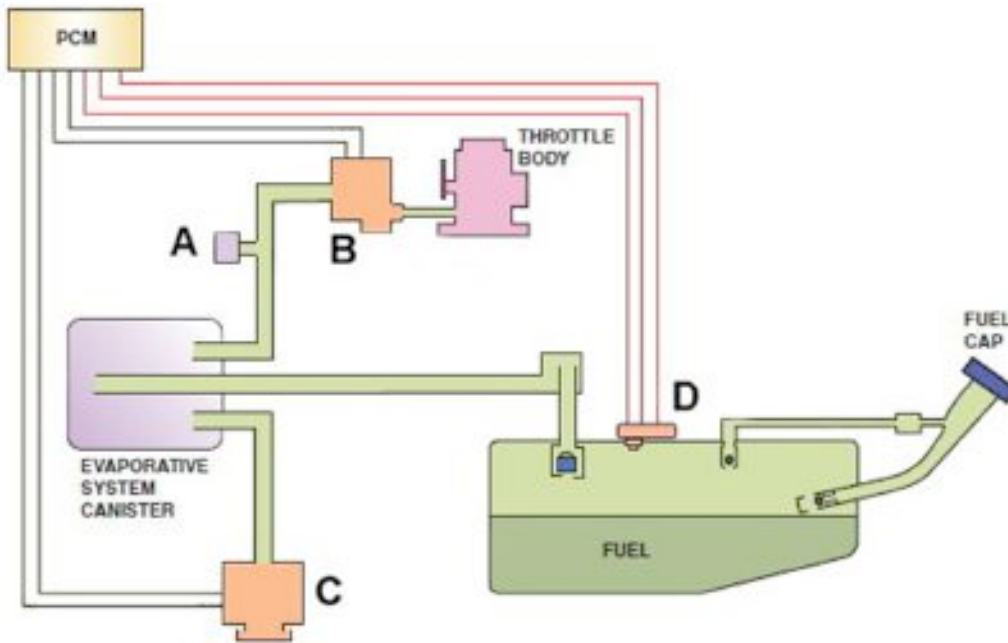 PCM
THROTTLE
BODY
A
B
FUEL
CAP
D
EVAPORATIVE
SYSTEM
CANISTER
FUEL
C